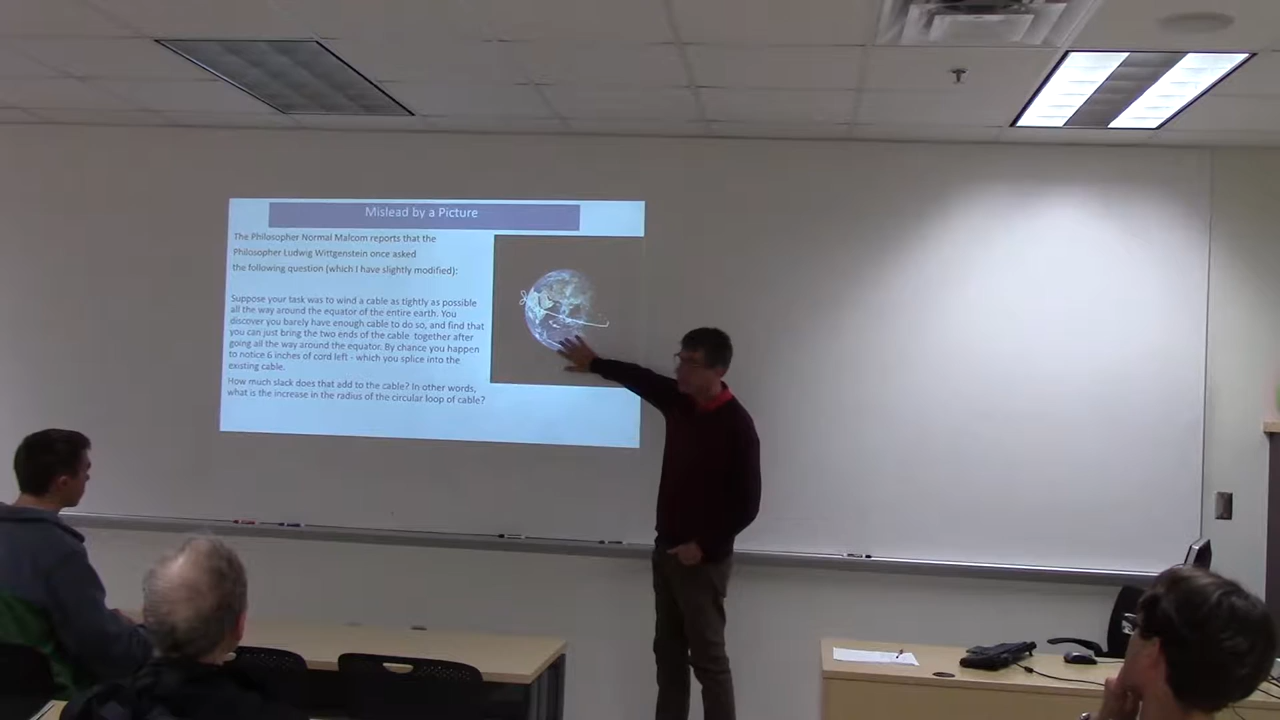 Mislead by a Picture
The Philosopher Normal Malcom reports that the
Philosopher Ludwig Wittgenstein once asked
the following question (which I have slightly modified):
Suppose your task was to wind a cable as tightly as possible
all the way around the equator of the entire earth. You
discover you barely have enough cable to do so, and find that
you can just bring the two ends of the cable together after
going all the way around the equator. By chance you happen
to notice 6 inches of cord left - which you splice into the
existing cable.
How much slack does that add to the cable? In other words,
what is the increase in the radius of the circular loop of cable?